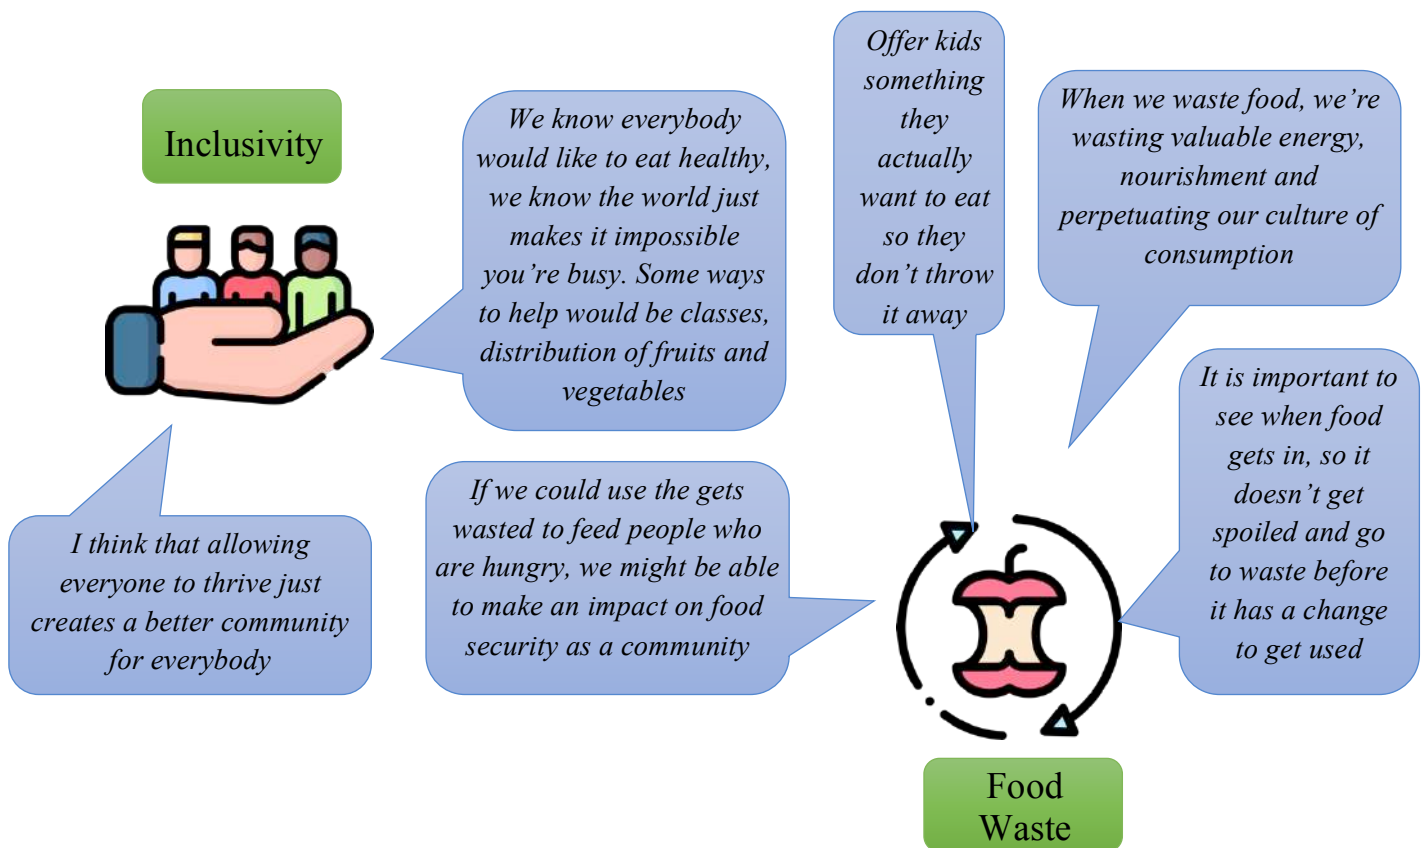 Inclusivity
We know everybody
would like to eat healthy,
we know the world just
makes it impossible
you’re busy. Some ways
to help would be classes,
distribution of fruits and
vegetables
I think that allowing
everyone to thrive just
creates a better community
for everybody
Offer kids
something
they
actually
want to eat
so they
don’t throw
it away
When we waste food, we’re
wasting valuable energy,
nourishment and
perpetuating our culture of
consumption
If we could use the gets
wasted to feed people who
are hungry, we might be able
to make an impact on food
security as a community
It is important to
see when food
gets in, so it
doesn’t get
spoiled and go
to waste before
it has a change
to get used
Food
Waste